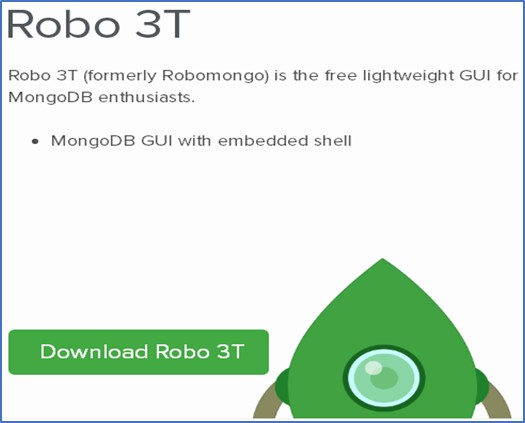 Robo 3T
Robo 3T (formerly Robomongo) is the free lightweight GUI for
MongoDB enthusiasts.
• MongoDB GUI with embedded shell
Download Robo 3T